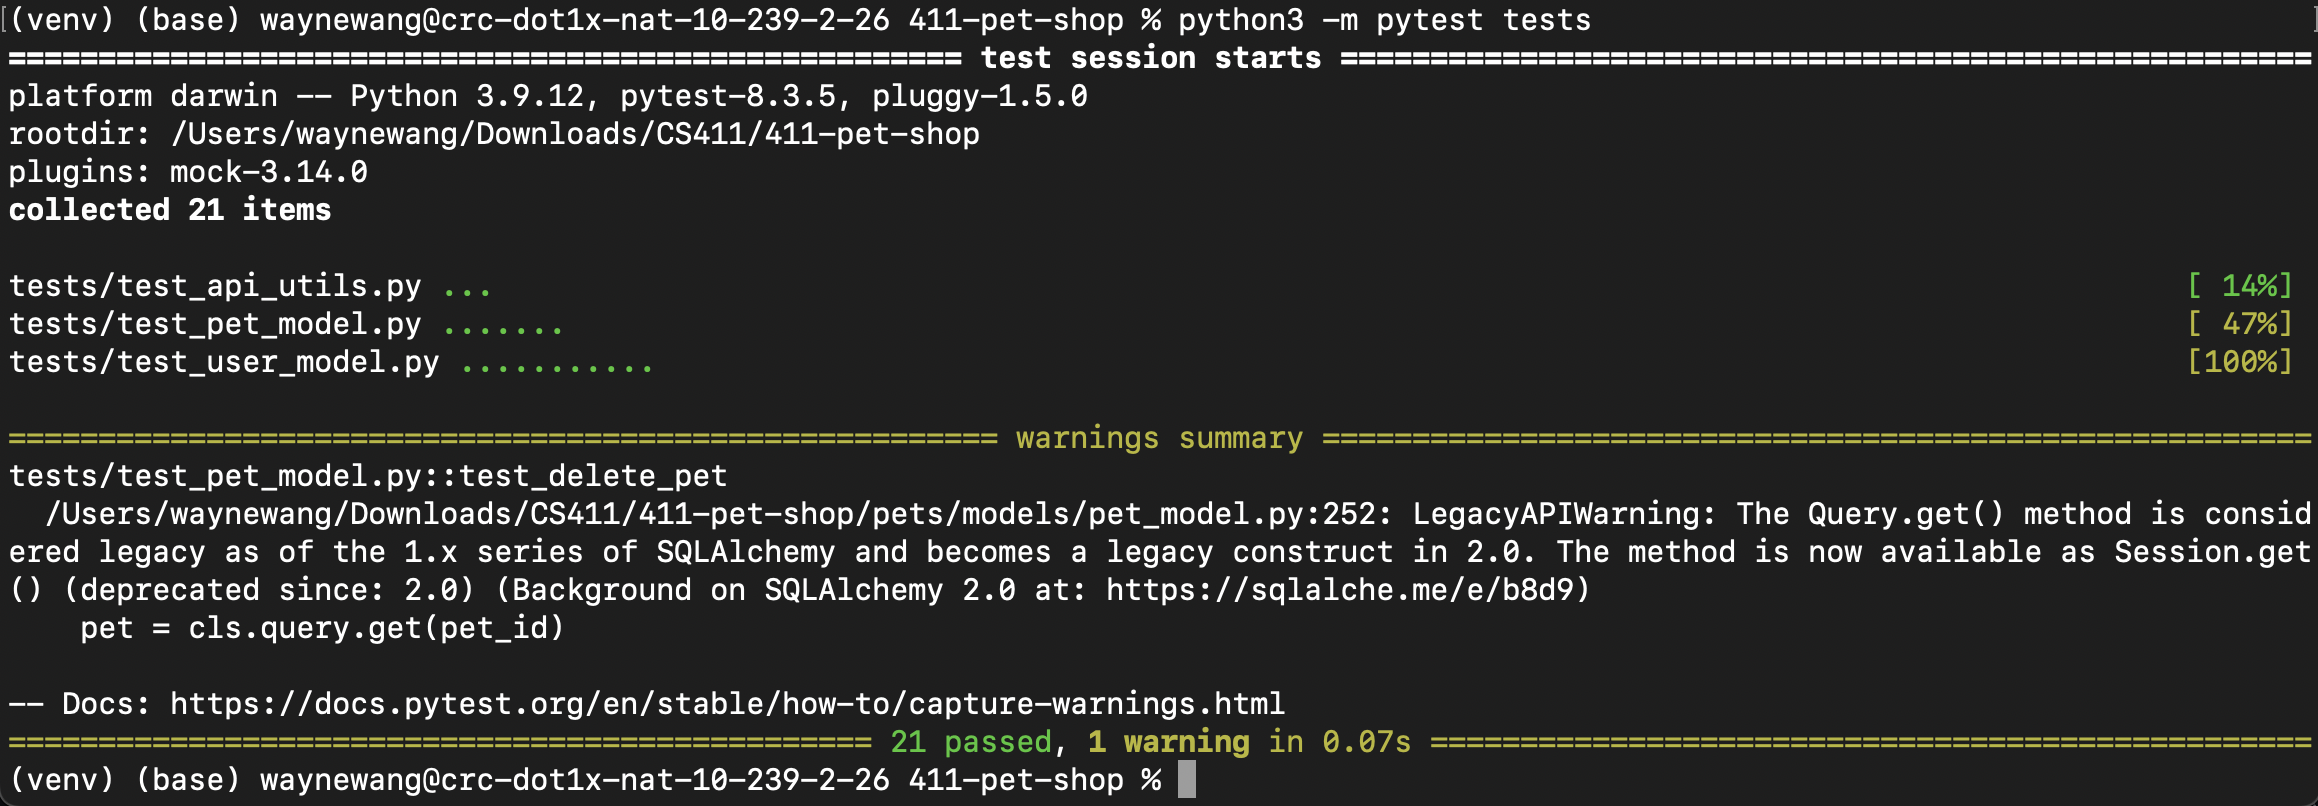 (venv) (base) waynewang@crc-dot1x-nat-10-239-2-26 411-pet-shop % python3 -m pytest tests
===================================================== test session starts ======================================================
platform darwin -- Python 3.9.12, pytest-8.3.5, pluggy-1.5.0
rootdir: /Users/waynewang/Downloads/CS411/411-pet-shop
plugins: mock-3.14.0
collected 21 items
tests/test_api_utils.py ... [ 14%]
tests/test_pet_model.py ....... [ 47%]
tests/test_user_model.py ........... [100%]
======================================================= warnings summary =======================================================
tests/test_pet_model.py::test_delete_pet
/Users/waynewang/Downloads/CS411/411-pet-shop/pets/models/pet_model.py:252: LegacyAPIWarning: The Query.get() method is consid
ered legacy as of the 1.x series of SQLAlchemy and becomes a legacy construct in 2.0. The method is now available as Session.get
() (deprecated since: 2.0) (Background on SQLAlchemy 2.0 at: https://sqlalche.me/e/b8d9)
pet = cls.query.get(pet_id)
-- Docs: https://docs.pytest.org/en/stable/how-to/capture-warnings.html
================================================ 21 passed, 1 warning in 0.07s =================================================
(venv) (base) waynewang@crc-dot1x-nat-10-239-2-26 411-pet-shop %